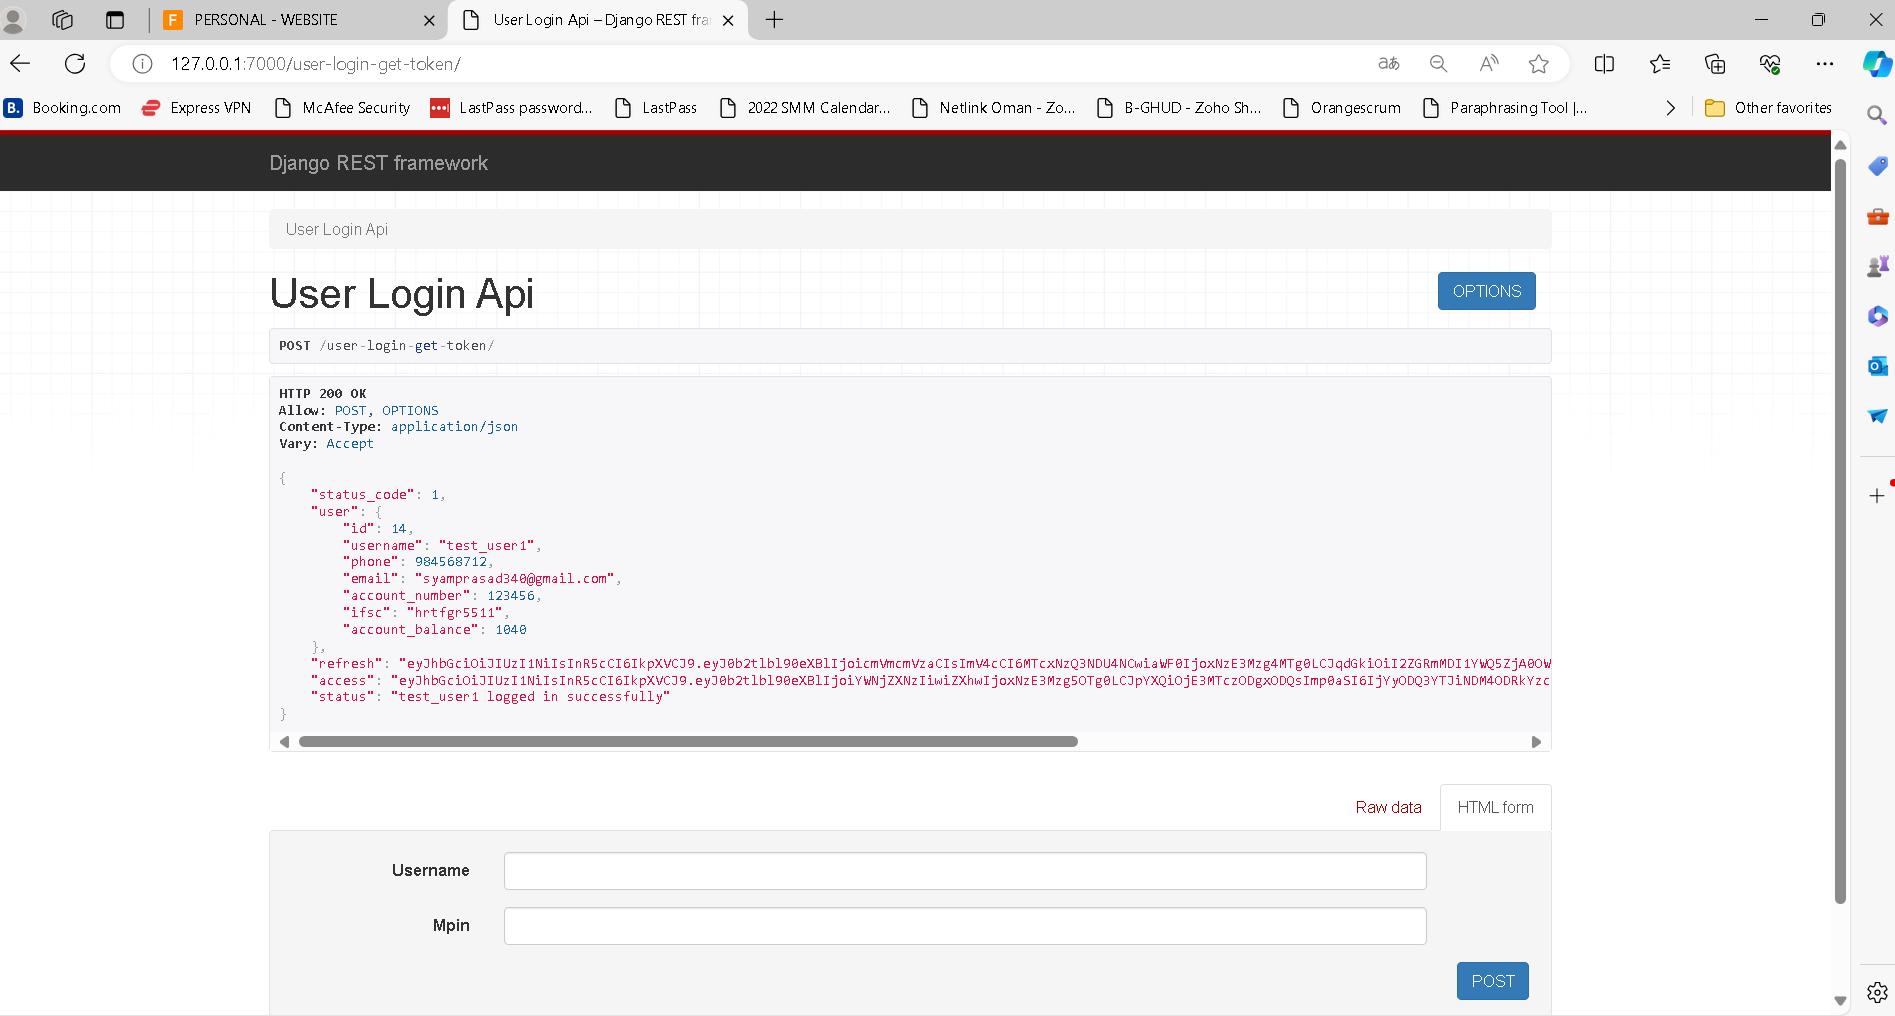 PERSONAL - WEBSITE
User Login Api – Django REST fra
127.0.0.1:7000/user-login-get-token/
Booking.com
Express VPN
McAfee Security
LastPass password...
LastPass
2022 SMM Calendar...
Netlink Oman - Zo...
B-GHUD - Zoho Sh...
Orangescrum
Paraphrasing Tool |...
Other favorites
Django REST framework
User Login Api
User Login Api
OPTIONS
POST /user-login-get-token/
HTTP 200 OK
Allow: POST, OPTIONS
Content-Type: application/json
Vary: Accept
{
"status_code": 1,
"user": {
"id": 14,
"username": "test_user1",
"phone": 984568712,
"email": "syamprasad340@gmail.com",
"account_number": 123456,
"ifsc": "hrtfgr5511",
"account_balance": 1040
},
"refresh": "eyJhbGciOiJIUzI1NiIsInR5cCI6IkpXVCJ9.eyJ0b2tlbl90eXBlIjoicmVmcmVzaCIsImV4cCI6MTcxNzQ3NDU4NCwiaWF0IjoxNzE3Mzg4MTg0LCJqdGkiOiI2ZGRmMDI1YWQ5ZjA0OW
"access": "eyJhbGciOiJIUzI1NiIsInR5cCI6IkpXVCJ9.eyJ0b2tlbl90eXBlIjoiYWNjZXNzIiwiZXhwIjoxNzE3Mzg5OTg0LCJpYXQiOjE3MTczODgxODQsImp0aSI6IjYyODQ3YTJiNDM4ODRkYzc
"status": "test_user1 logged in successfully"
}
Raw data
HTML form
Username
Mpin
POST